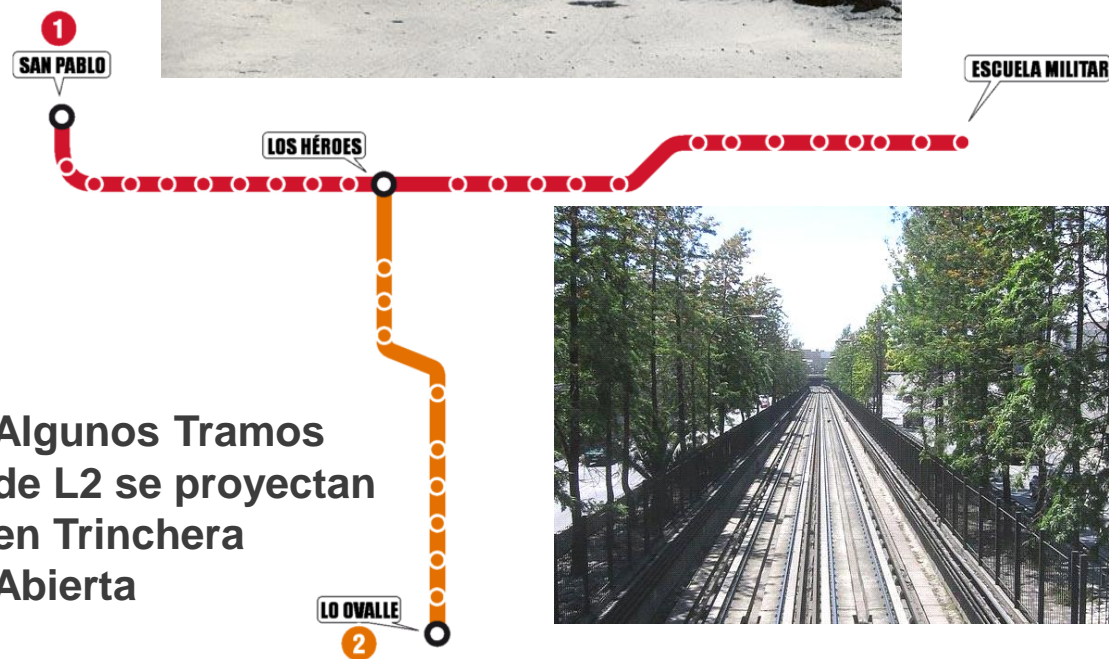 1
SAN PABLO
ESCUELA MILITAR
LOS HÉROES
Algunos Tramos
de L2 se proyectan
en Trinchera
Abierta
LO OVALLE
2